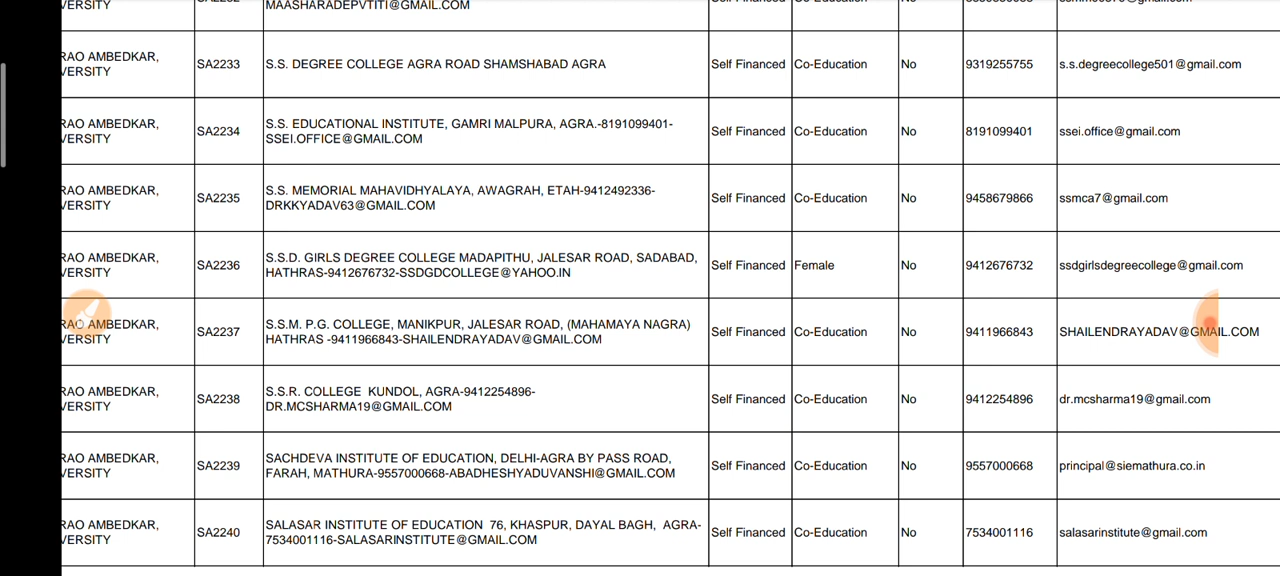 VERSITY
MAASHARADEPVTITI@GMAIL.COM
RAO AMBEDKAR,
VERSITY
SA2233
S.S. DEGREE COLLEGE AGRA ROAD SHAMSHABAD AGRA
Self Financed
Co-Education
No
9319255755
s.s.degreecollege501@gmail.com
RAO AMBEDKAR,
VERSITY
SA2234
S.S. EDUCATIONAL INSTITUTE, GAMRI MALPURA, AGRA.-8191099401-
SSEI.OFFICE@GMAIL.COM
Self Financed
Co-Education
No
8191099401
ssei.office@gmail.com
RAO AMBEDKAR,
VERSITY
SA2235
S.S. MEMORIAL MAHAVIDHYALAYA, AWAGRAH, ETAH-9412492336-
DRKKYADAV63@GMAIL.COM
Self Financed
Co-Education
No
9458679866
ssmca7@gmail.com
RAO AMBEDKAR,
VERSITY
SA2236
S.S.D. GIRLS DEGREE COLLEGE MADAPITHU, JALESAR ROAD, SADABAD,
HATHRAS-9412676732-SSDGDCOLLEGE@YAHOO.IN
Self Financed
Female
No
9412676732
ssdgirlsdegreecollege@gmail.com
RAO AMBEDKAR,
VERSITY
SA2237
S.S.M. P.G. COLLEGE, MANIKPUR, JALESAR ROAD, (MAHAMAYA NAGRA)
HATHRAS -9411966843-SHAILENDRAYADAV@GMAIL.COM
Self Financed
Co-Education
No
9411966843
SHAILENDRAYADAV@GMAIL.COM
RAO AMBEDKAR,
VERSITY
SA2238
S.S.R. COLLEGE  KUNDOL, AGRA-9412254896-
DR.MCSHARMA19@GMAIL.COM
Self Financed
Co-Education
No
9412254896
dr.mcsharma19@gmail.com
RAO AMBEDKAR,
VERSITY
SA2239
SACHDEVA INSTITUTE OF EDUCATION, DELHI-AGRA BY PASS ROAD,
FARAH, MATHURA-9557000668-ABADHESHYADUVANSHI@GMAIL.COM
Self Financed
Co-Education
No
9557000668
principal@siemathura.co.in
RAO AMBEDKAR,
VERSITY
SA2240
SALASAR INSTITUTE OF EDUCATION  76, KHASPUR, DAYAL BAGH,  AGRA-
7534001116-SALASARINSTITUTE@GMAIL.COM
Self Financed
Co-Education
No
7534001116
salasarinstitute@gmail.com